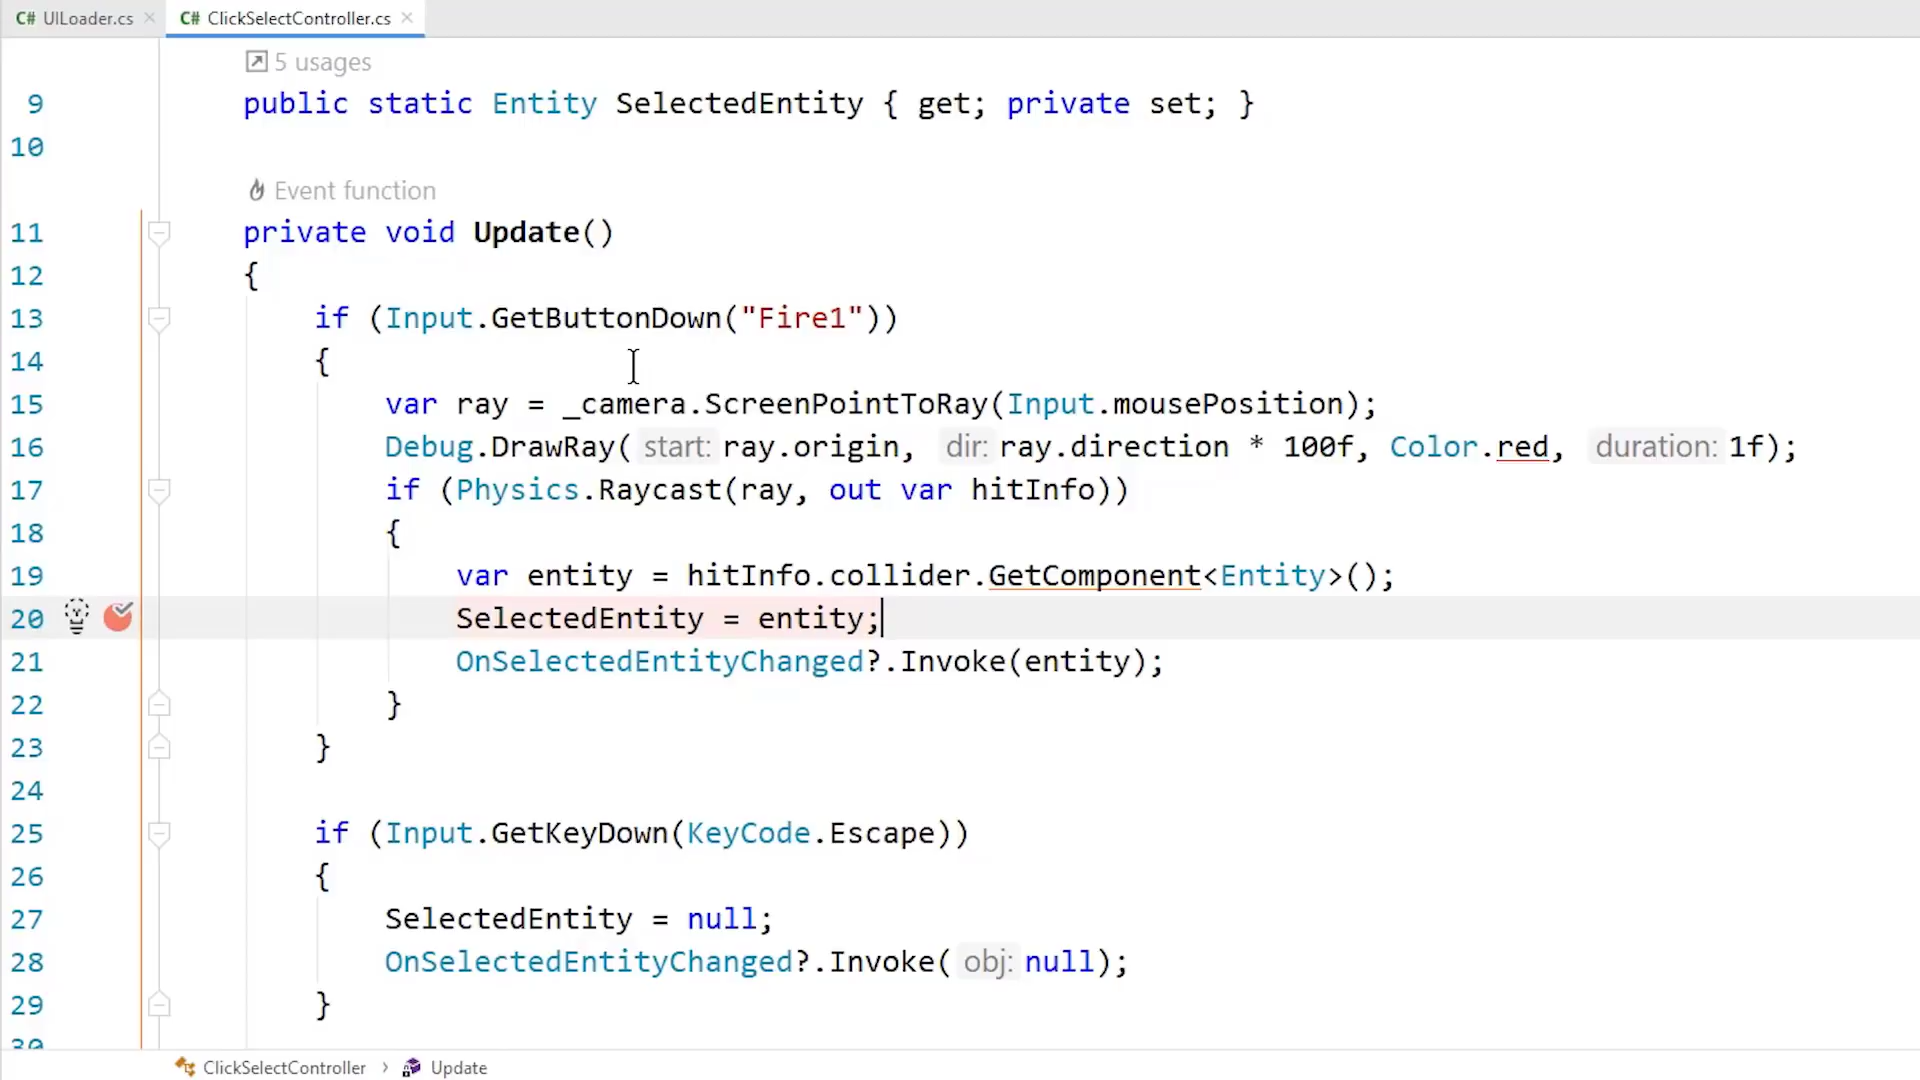 C# UILoader.cs × C# ClickSelectController.cs ×
5 usages
9 public static Entity SelectedEntity { get; private set; }
10
Event function
11 private void Update()
12 {
13 if (Input.GetButtonDown("Fire1"))
14 {
15 var ray = _camera.ScreenPointToRay(Input.mousePosition);
16 Debug.DrawRay( start: ray.origin, dir: ray.direction * 100f, Color.red, duration: 1f);
17 if (Physics.Raycast(ray, out var hitInfo))
18 {
19 var entity = hitInfo.collider.GetComponent<Entity>();
20 SelectedEntity = entity;
21 OnSelectedEntityChanged?.Invoke(entity);
22 }
23 }
24
25 if (Input.GetKeyDown(KeyCode.Escape))
26 {
27 SelectedEntity = null;
28 OnSelectedEntityChanged?.Invoke( obj: null);
29 }
30
ClickSelectController › Update